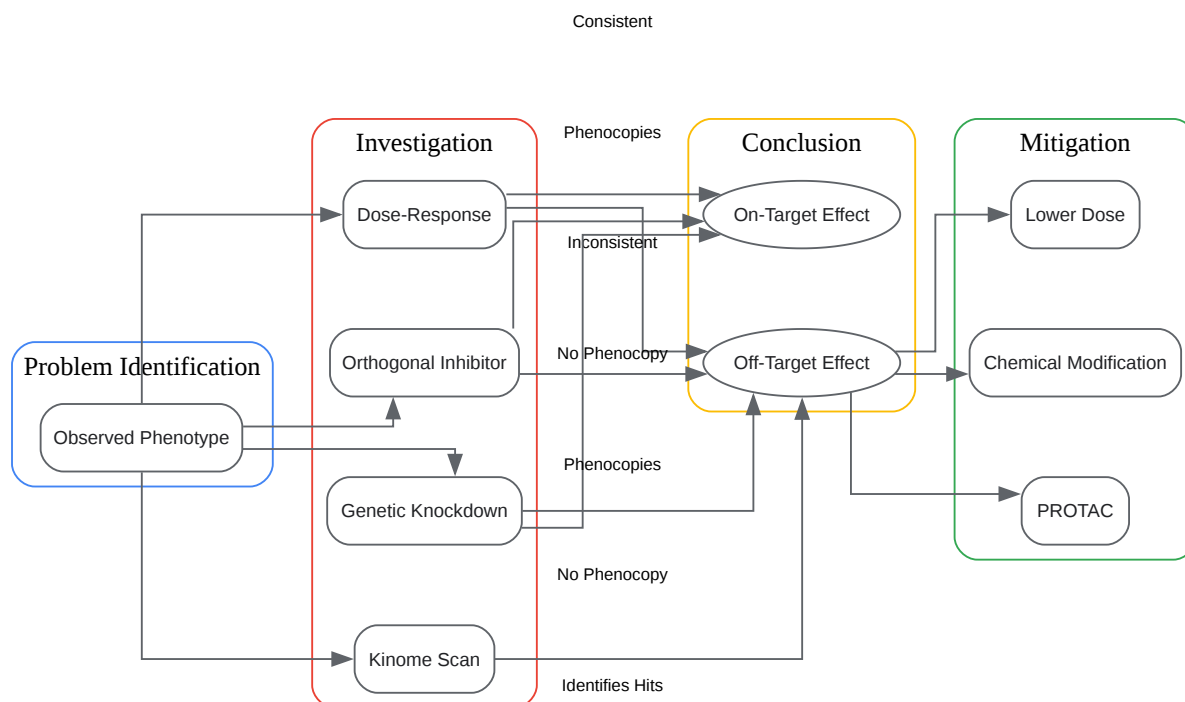 Consistent
Phenocopies
Investigation
Conclusion
Mitigation
Dose-Response
On-Target Effect
Lower Dose
Inconsistent
Problem Identification
Orthogonal Inhibitor
No Phenocopy
Off-Target Effect
Chemical Modification
Observed Phenotype
Phenocopies
Genetic Knockdown
PROTAC
No Phenocopy
Kinome Scan
Identifies Hits